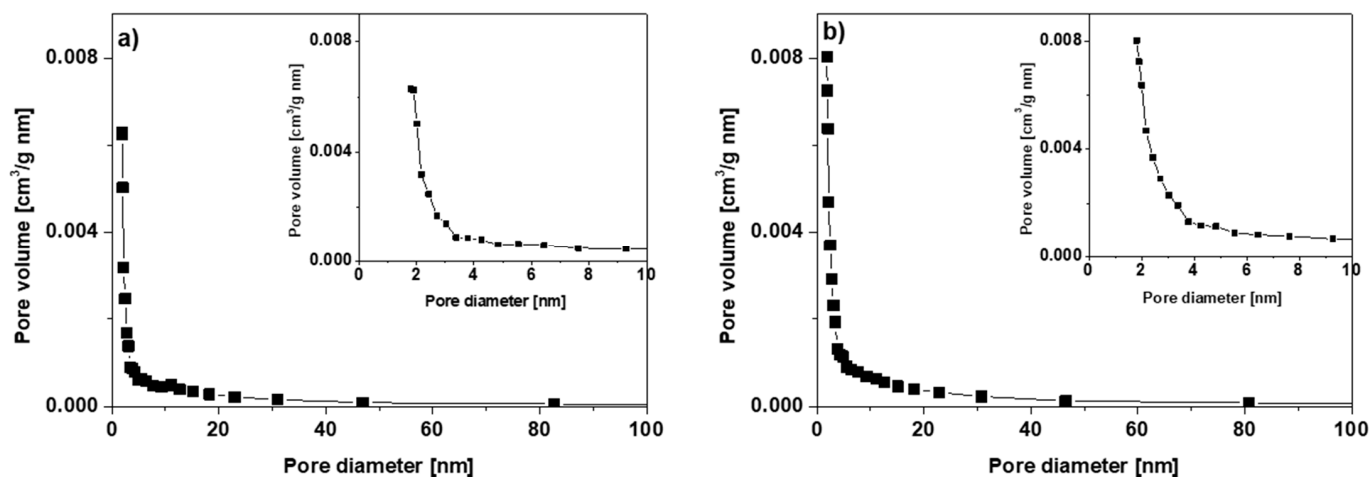 a)
0.008
0.004
0.000
Pore volume [cm³/g nm]
0 20 40 60 80 100
Pore diameter [nm]
0.008
0.004
0.000
Pore volume [cm³/g nm]
0 2 4 6 8 10
Pore diameter [nm]
b)
0.008
0.004
0.000
Pore volume [cm³/g nm]
0 20 40 60 80 100
Pore diameter [nm]
0.008
0.004
0.000
Pore volume [cm³/g nm]
0 2 4 6 8 10
Pore diameter [nm]